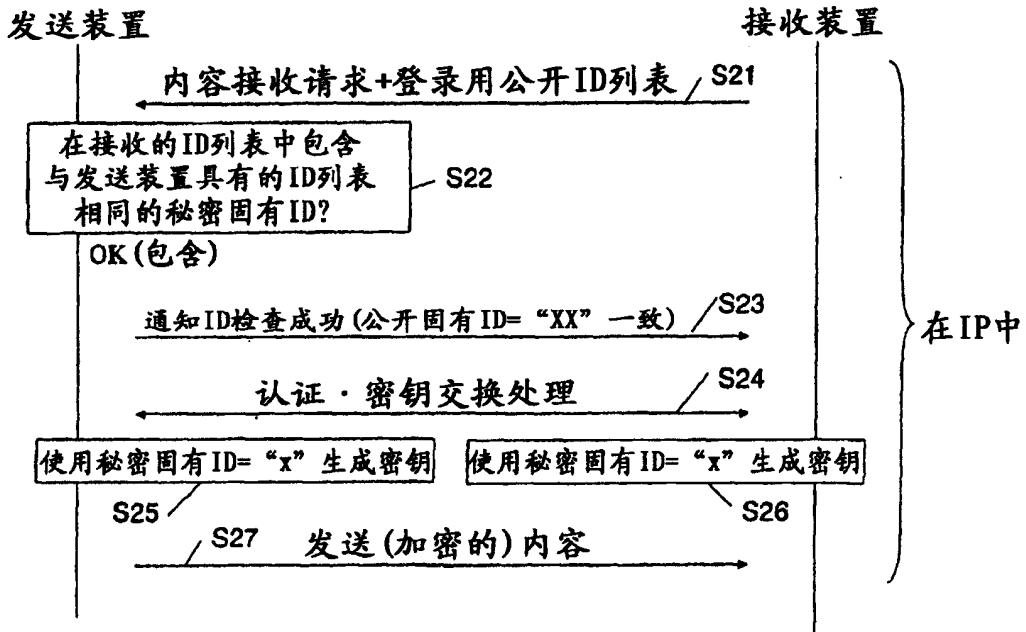 发送装置
接收装置
内容接收请求+登录用公开ID列表
S21
在接收的ID列表中包含
与发送装置具有的ID列表
相同的秘密固有ID?
S22
OK(包含)
通知ID检查成功(公开固有ID=“XX”一致)
S23
认证·密钥交换处理
S24
在IP中
使用秘密固有ID=“x”生成密钥
使用秘密固有ID=“x”生成密钥
S25
S26
S27
发送(加密的)内容